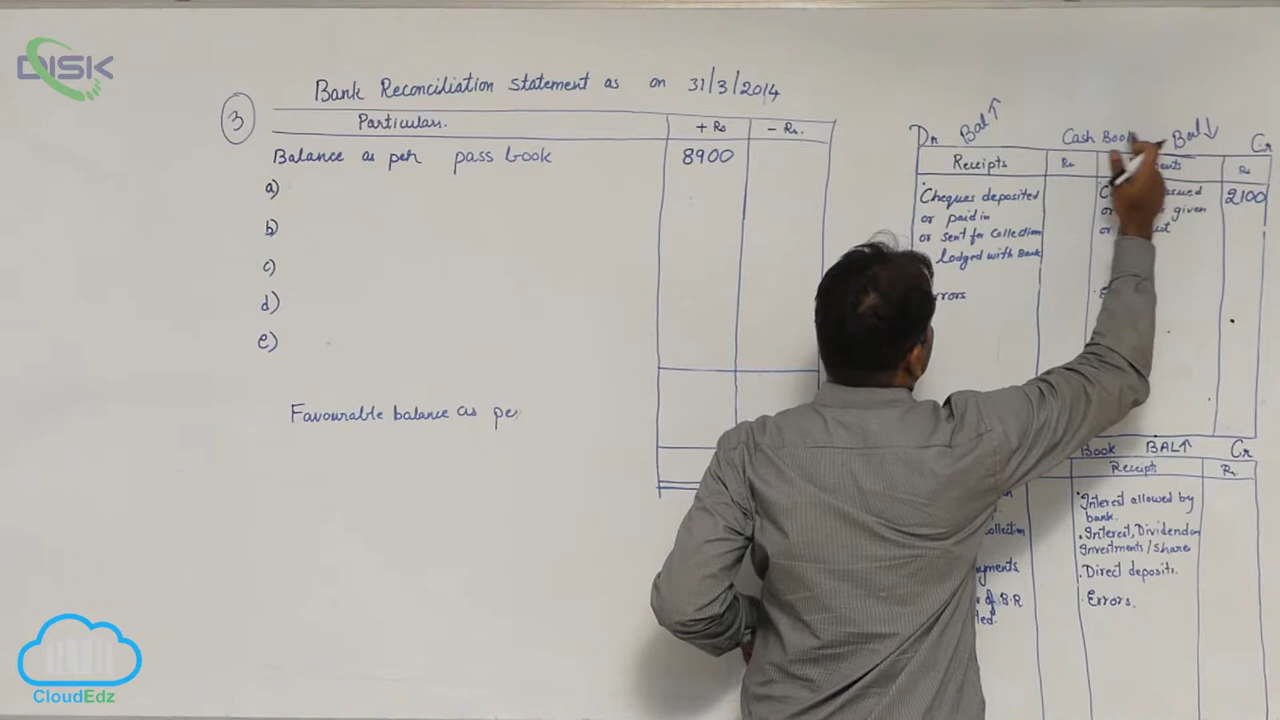 DISK
Bank Reconciliation Statement as on 31/3/2014
3
Particulars. + Rs - Rs.
Balance as per pass book 8900
a)
b)
c)
d)
e)
Favourable balance as per
Dr Bal↑ Cash Book Bal↓ Cr
Receipts Rs Rs
Cheques deposited 2100
or paid in given
or sent for Collection
lodged with Bank
Book BAL↑ Cr
Receipts Rs.
· Interest allowed by
bank.
. Interest, Dividend on
Investments/Share
. Direct deposits.
. Errors.
CloudEdz